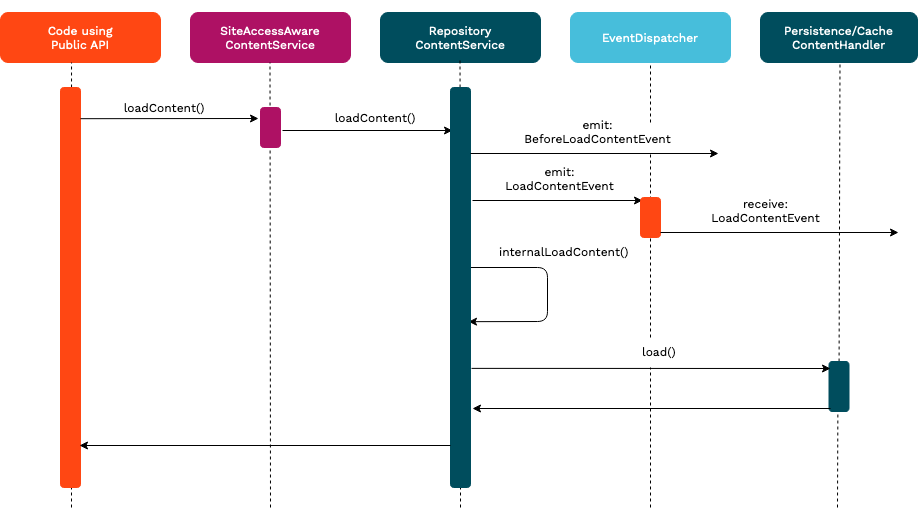 Code using
Public API
SiteAccessAware
ContentService
Repository
ContentService
EventDispatcher
Persistence/Cache
ContentHandler
loadContent()
loadContent()
emit:
BeforeLoadContentEvent
emit:
LoadContentEvent
receive:
LoadContentEvent
internalLoadContent()
load()